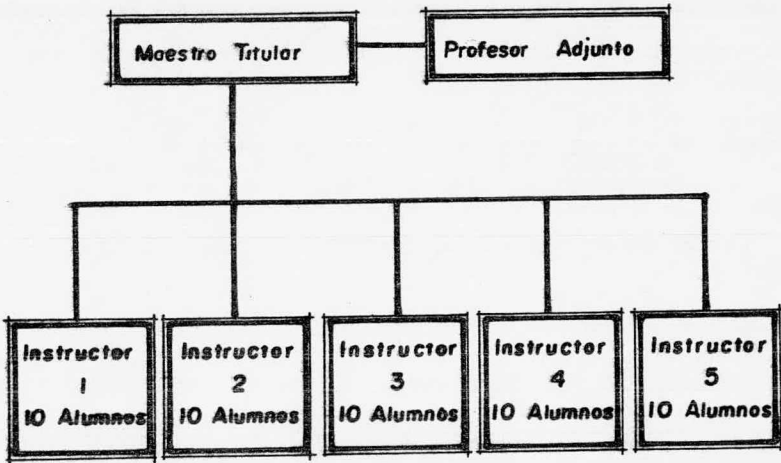 Maestro Titular
Profesor Adjunto
Instructor
1
10 Alumnos
Instructor
2
10 Alumnos
Instructor
3
10 Alumnos
Instructor
4
10 Alumnos
Instructor
5
10 Alumnos